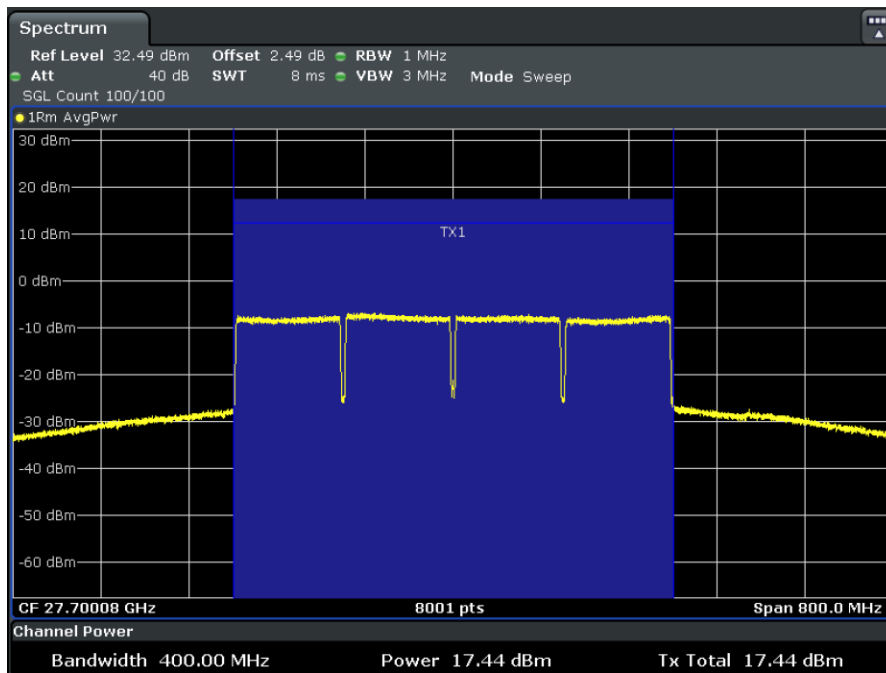 Spectrum
Ref Level 32.49 dBm Offset 2.49 dB RBW 1 MHz
Att 40 dB SWT 8 ms VBW 3 MHz Mode Sweep
SGL Count 100/100
1Rm AvgPwr
30 dBm
20 dBm
TX1
10 dBm
0 dBm
-10 dBm
-20 dBm
-30 dBm
-40 dBm
-50 dBm
-60 dBm
CF 27.70008 GHz 8001 pts Span 800.0 MHz
Channel Power
Bandwidth 400.00 MHz Power 17.44 dBm Tx Total 17.44 dBm